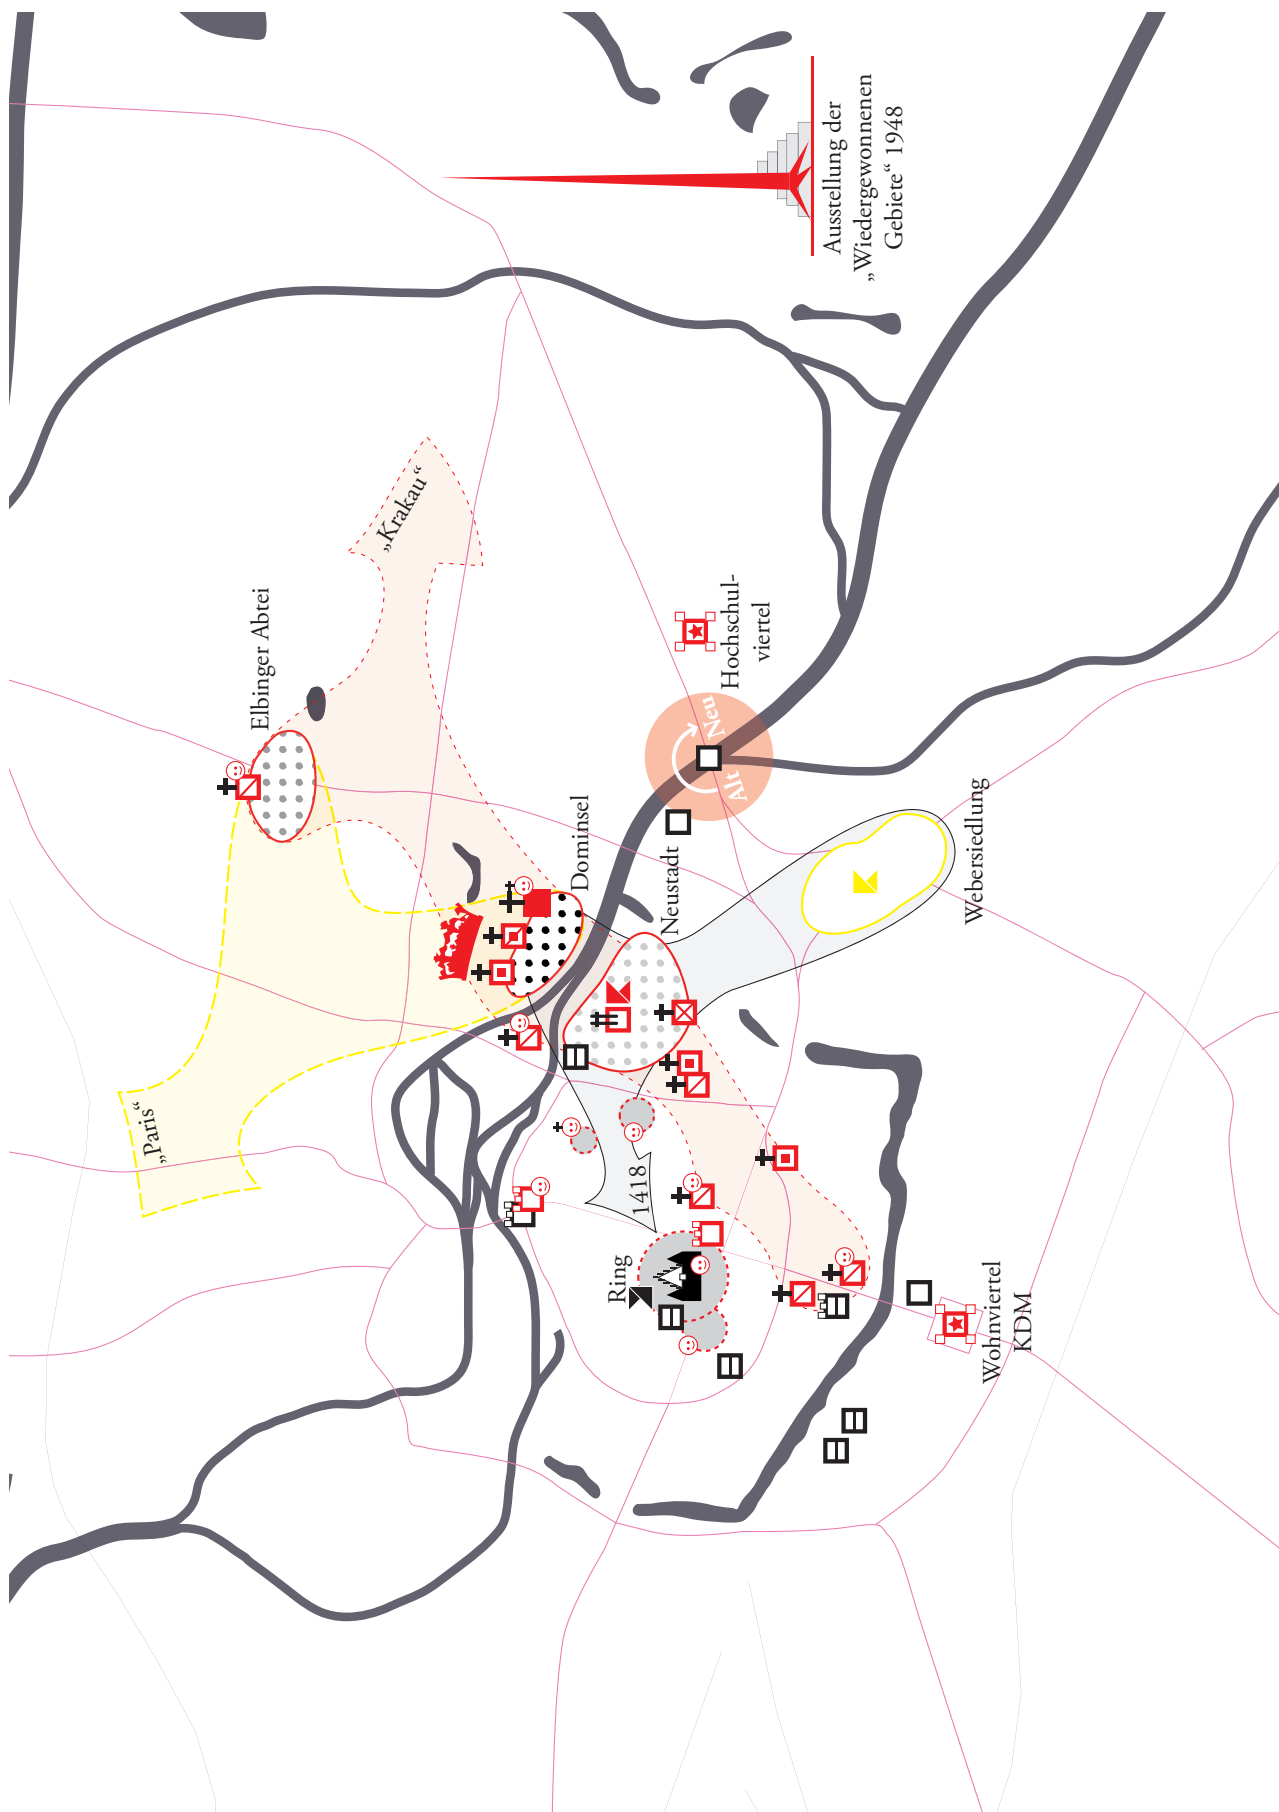 Ausstellung der
„Wiedergewonnenen
Gebiete“ 1948
„Krakau“
Elbinger Abtei
Hochschul-
viertel
Neu
Alt
Dominsel
Neustadt
Webersiedlung
„Paris“
1418
Ring
Wohnviertel
KDM